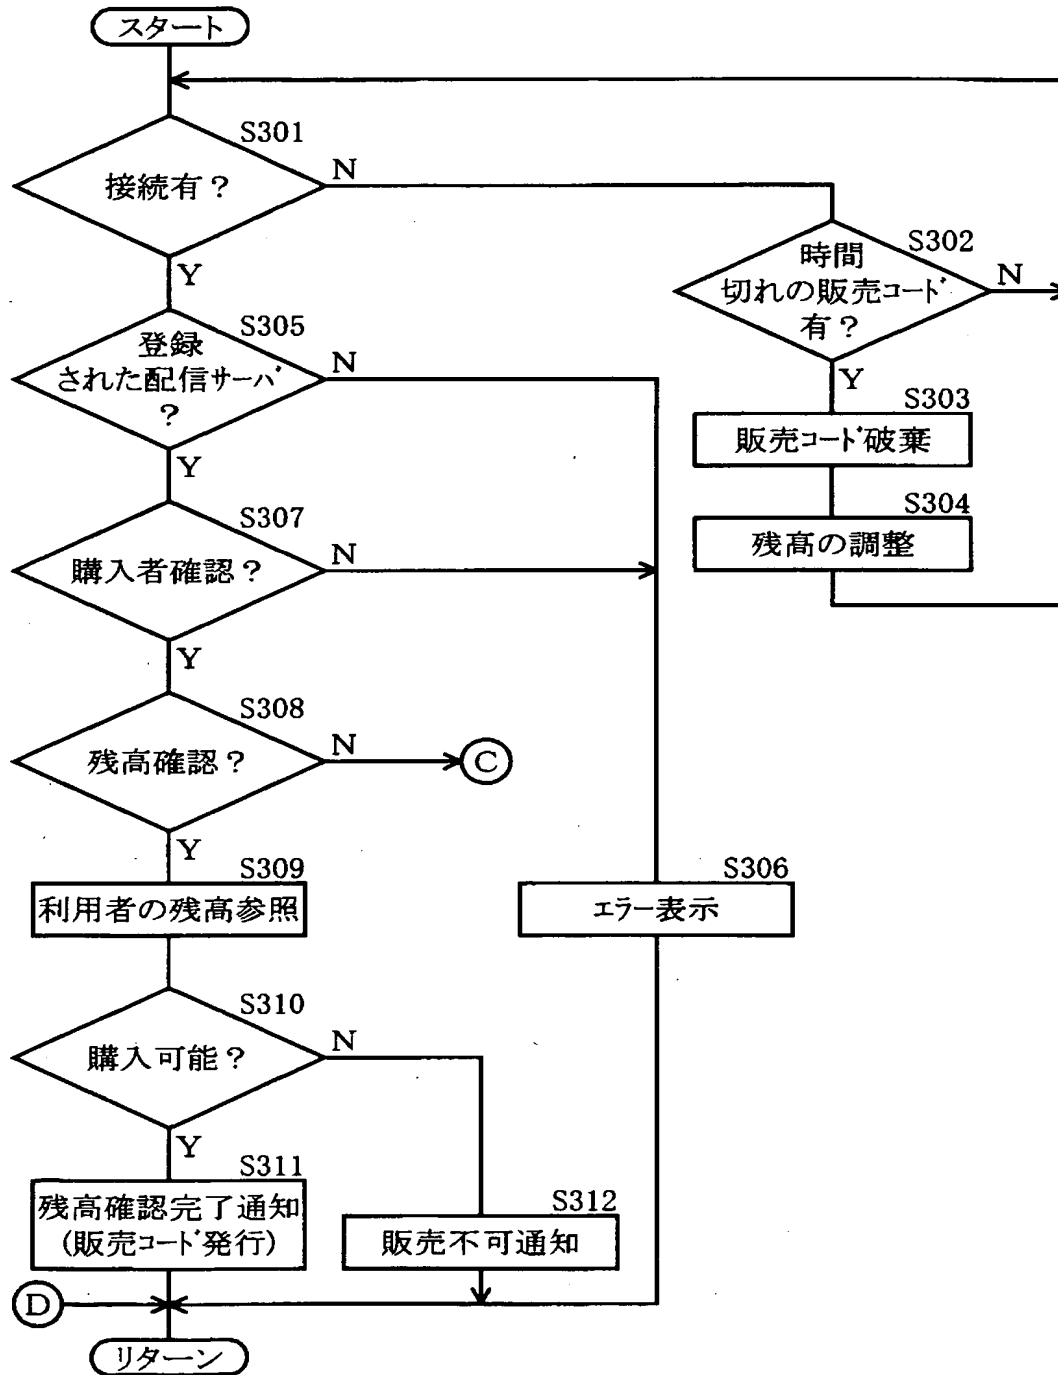 スタート
S301
接続有？
N
Y
S302
時間
切れの販売コード
有？
N
Y
S303
販売コード破棄
S304
残高の調整
S305
登録
された配信サーバ
？
N
Y
S307
購入者確認？
N
Y
S308
残高確認？
N
C
Y
S309
利用者の残高参照
S306
エラー表示
S310
購入可能？
N
Y
S311
残高確認完了通知
(販売コード発行)
S312
販売不可通知
D
リターン